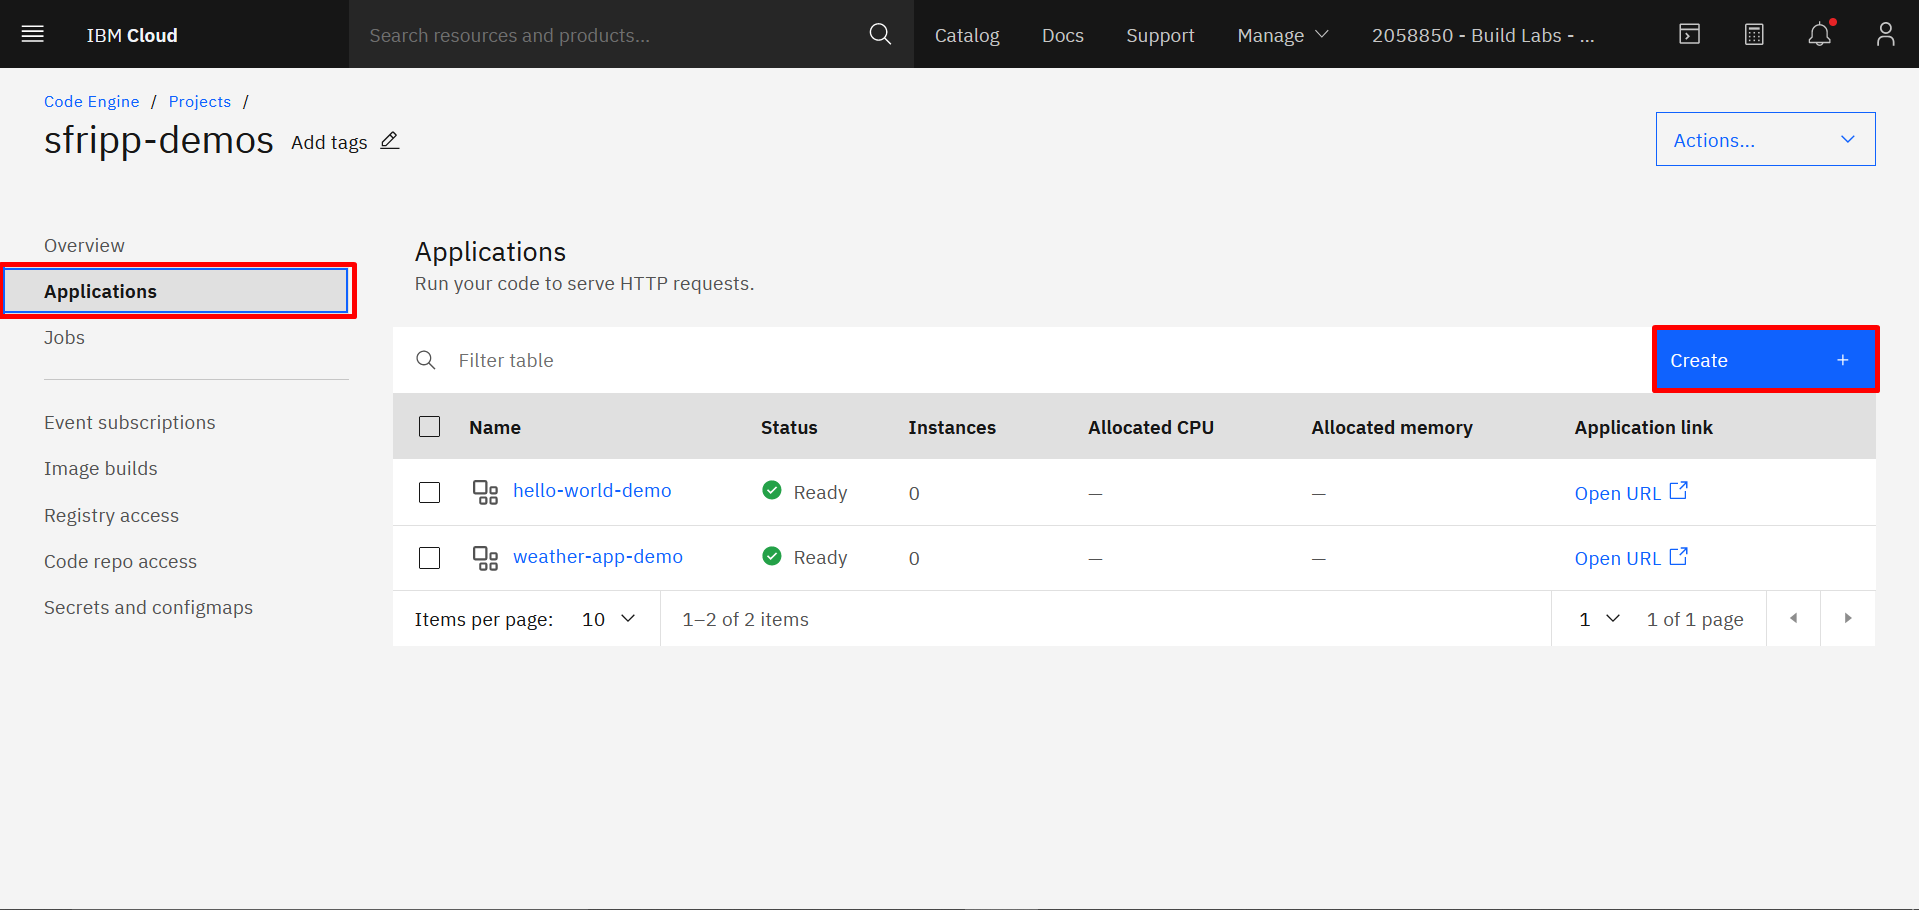 IBM Cloud
Search resources and products...
Catalog
Docs
Support
Manage
2058850 - Build Labs - ...
Code Engine / Projects /
sfripp-demos
Add tags
Actions...
Overview
Applications
Jobs
Event subscriptions
Image builds
Registry access
Code repo access
Secrets and configmaps
Applications
Run your code to serve HTTP requests.
Filter table
Create +
Name Status Instances Allocated CPU Allocated memory Application link
hello-world-demo Ready 0 — — Open URL
weather-app-demo Ready 0 — — Open URL
Items per page: 10 1–2 of 2 items 1 1 of 1 page